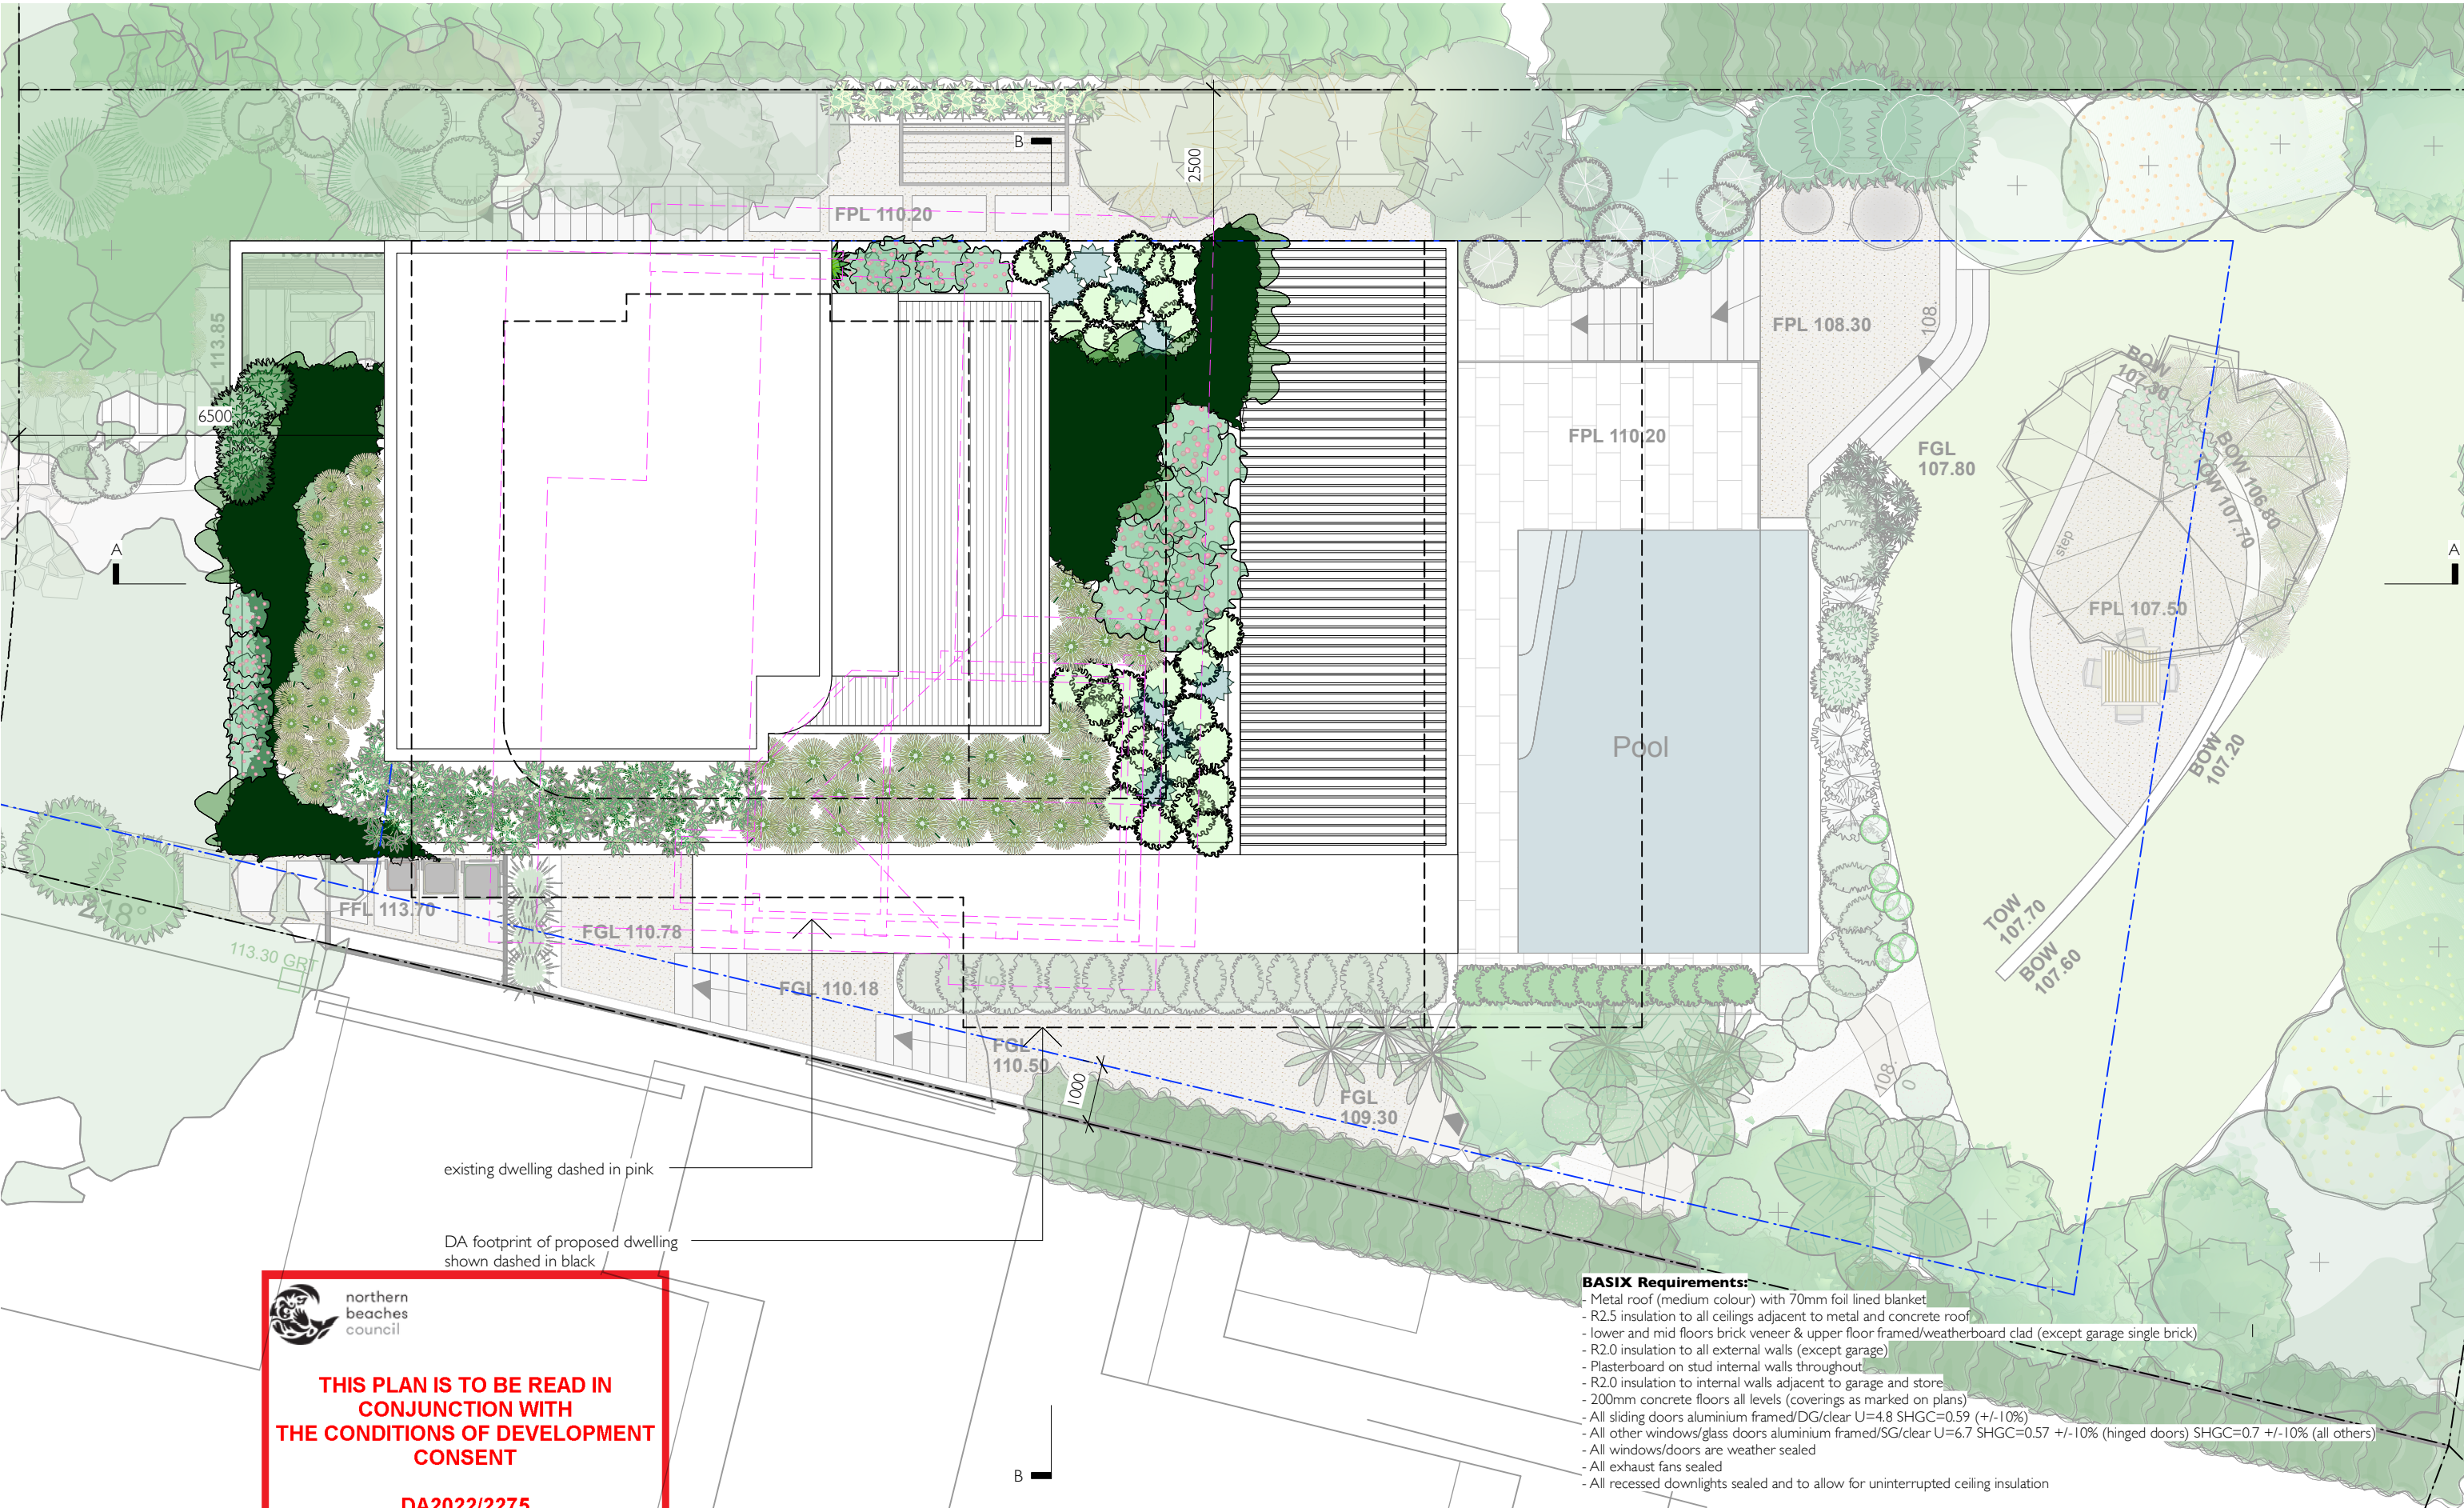 B
2500
FPL 110.20
113.85
6500
FPL 108.30
108.
FPL 110.20
FGL
107.80
BOW
107.30
BOW 106.80
TOW 107.70
step
A
A
FPL 107.50
Pool
BOW
107.20
TOW
107.70
BOW
107.60
218°
FFL 113.70
113.30 GRT
FGL 110.78
FGL 110.18
FGL
110.50
1000
FGL
109.30
108.
0
existing dwelling dashed in pink
DA footprint of proposed dwelling
shown dashed in black
northern
beaches
council
THIS PLAN IS TO BE READ IN
CONJUNCTION WITH
THE CONDITIONS OF DEVELOPMENT
CONSENT
DA2022/2275
B
BASIX Requirements:
- Metal roof (medium colour) with 70mm foil lined blanket
- R2.5 insulation to all ceilings adjacent to metal and concrete roof
- lower and mid floors brick veneer & upper floor framed/weatherboard clad (except garage single brick)
- R2.0 insulation to all external walls (except garage)
- Plasterboard on stud internal walls throughout
- R2.0 insulation to internal walls adjacent to garage and store
- 200mm concrete floors all levels (coverings as marked on plans)
- All sliding doors aluminium framed/DG/clear U=4.8 SHGC=0.59 (+/-10%)
- All other windows/glass doors aluminium framed/SG/clear U=6.7 SHGC=0.57 +/-10% (hinged doors) SHGC=0.7 +/-10% (all others)
- All windows/doors are weather sealed
- All exhaust fans sealed
- All recessed downlights sealed and to allow for uninterrupted ceiling insulation